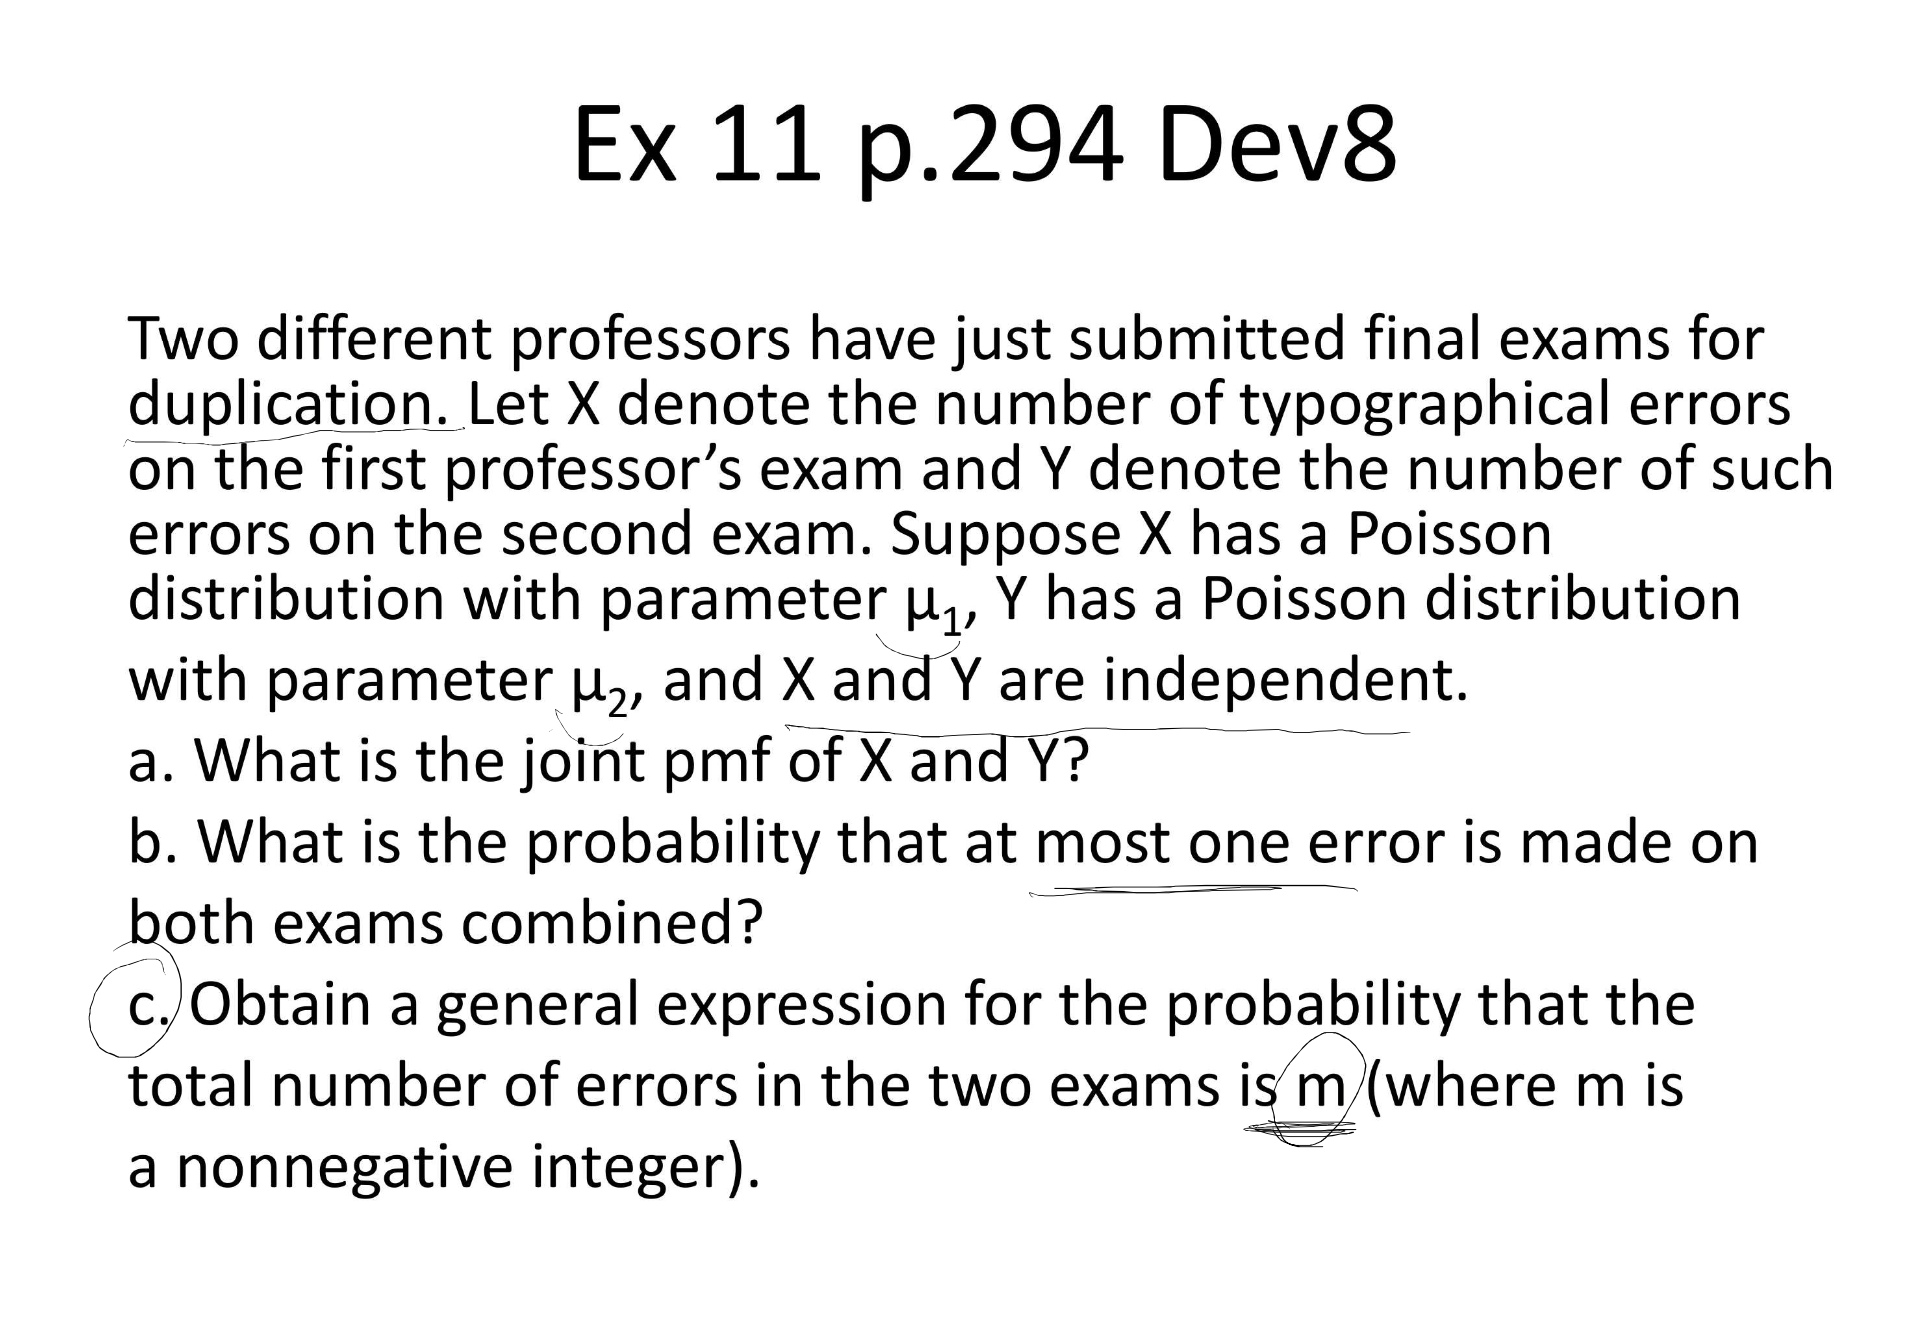 Ex 11 p.294 Dev8
Two different professors have just submitted final exams for
duplication. Let X denote the number of typographical errors
on the first professor’s exam and Y denote the number of such
errors on the second exam. Suppose X has a Poisson
distribution with parameter μ₁, Y has a Poisson distribution
with parameter μ₂, and X and Y are independent.
a. What is the joint pmf of X and Y?
b. What is the probability that at most one error is made on
both exams combined?
c. Obtain a general expression for the probability that the
total number of errors in the two exams is m (where m is
a nonnegative integer).